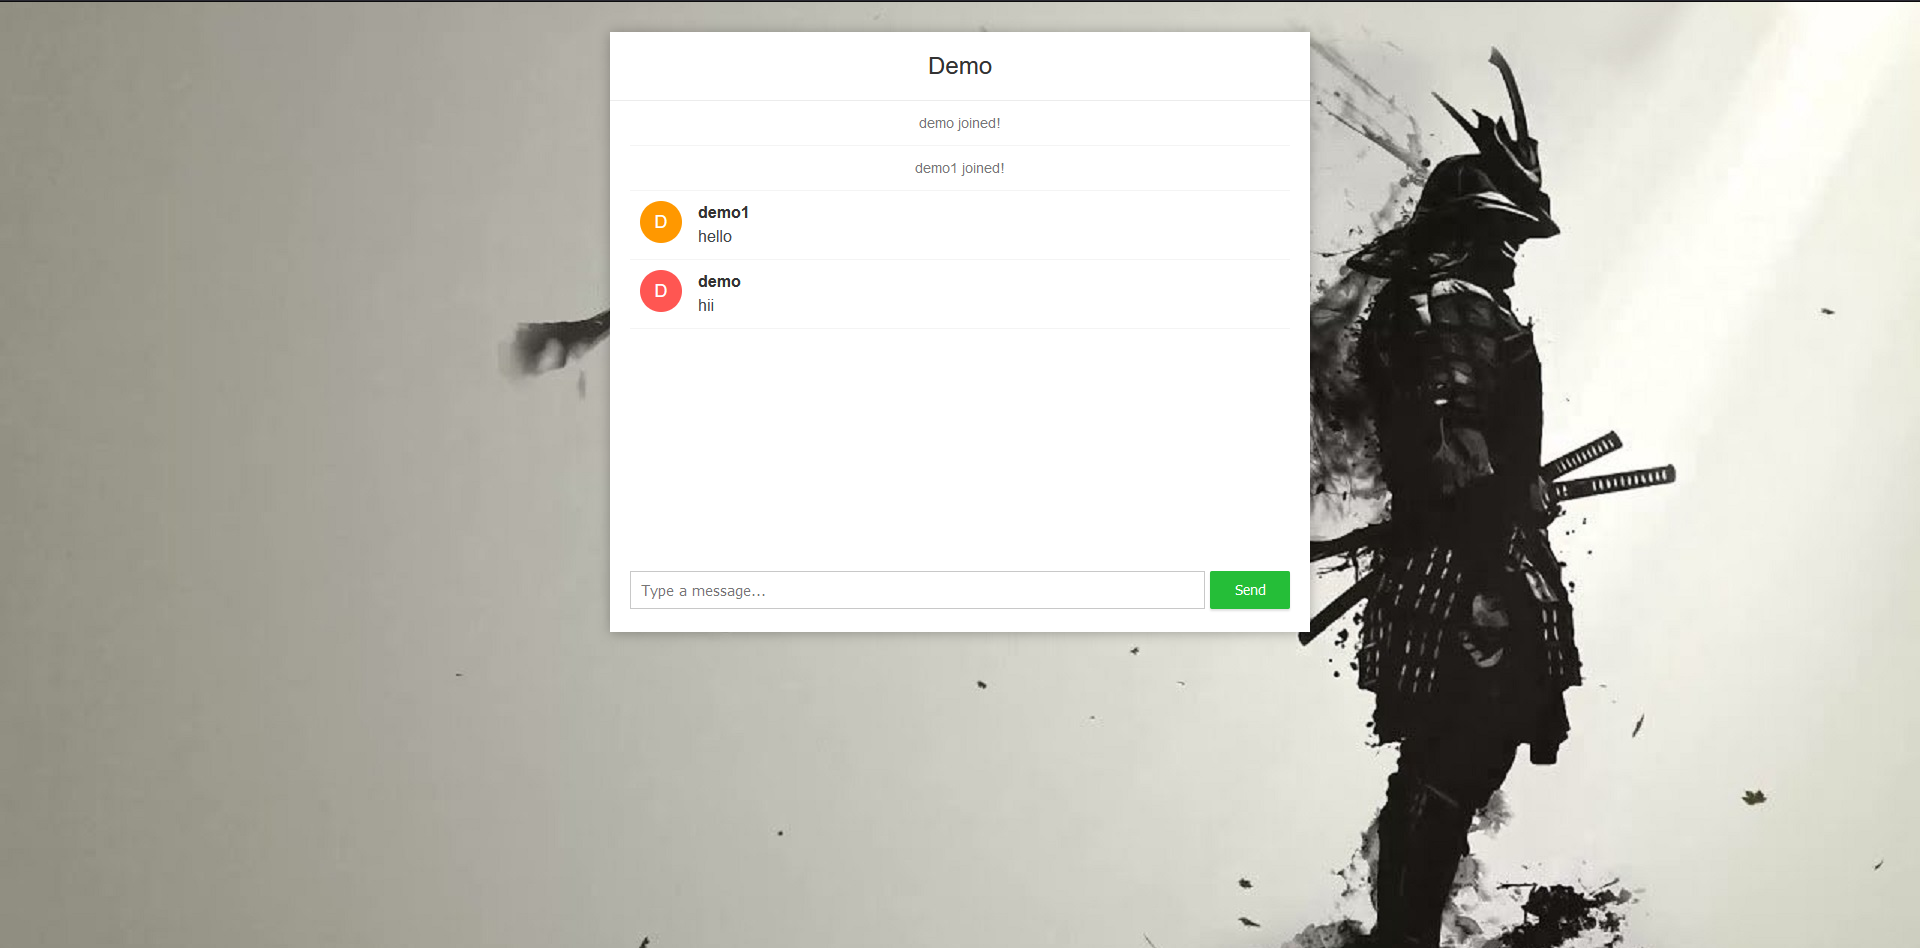 Demo
demo joined!
demo1 joined!
D
demo1
hello
D
demo
hii
Type a message...
Send